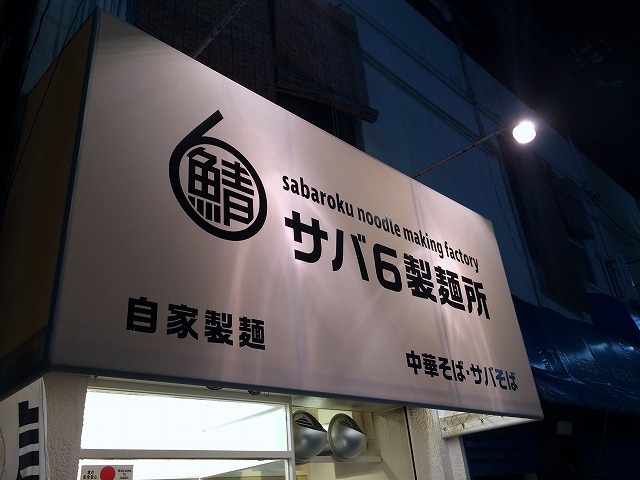 鯖
sabaroku noodle making factory
サバ6製麺所
自家製麺
中華そば・サバそば